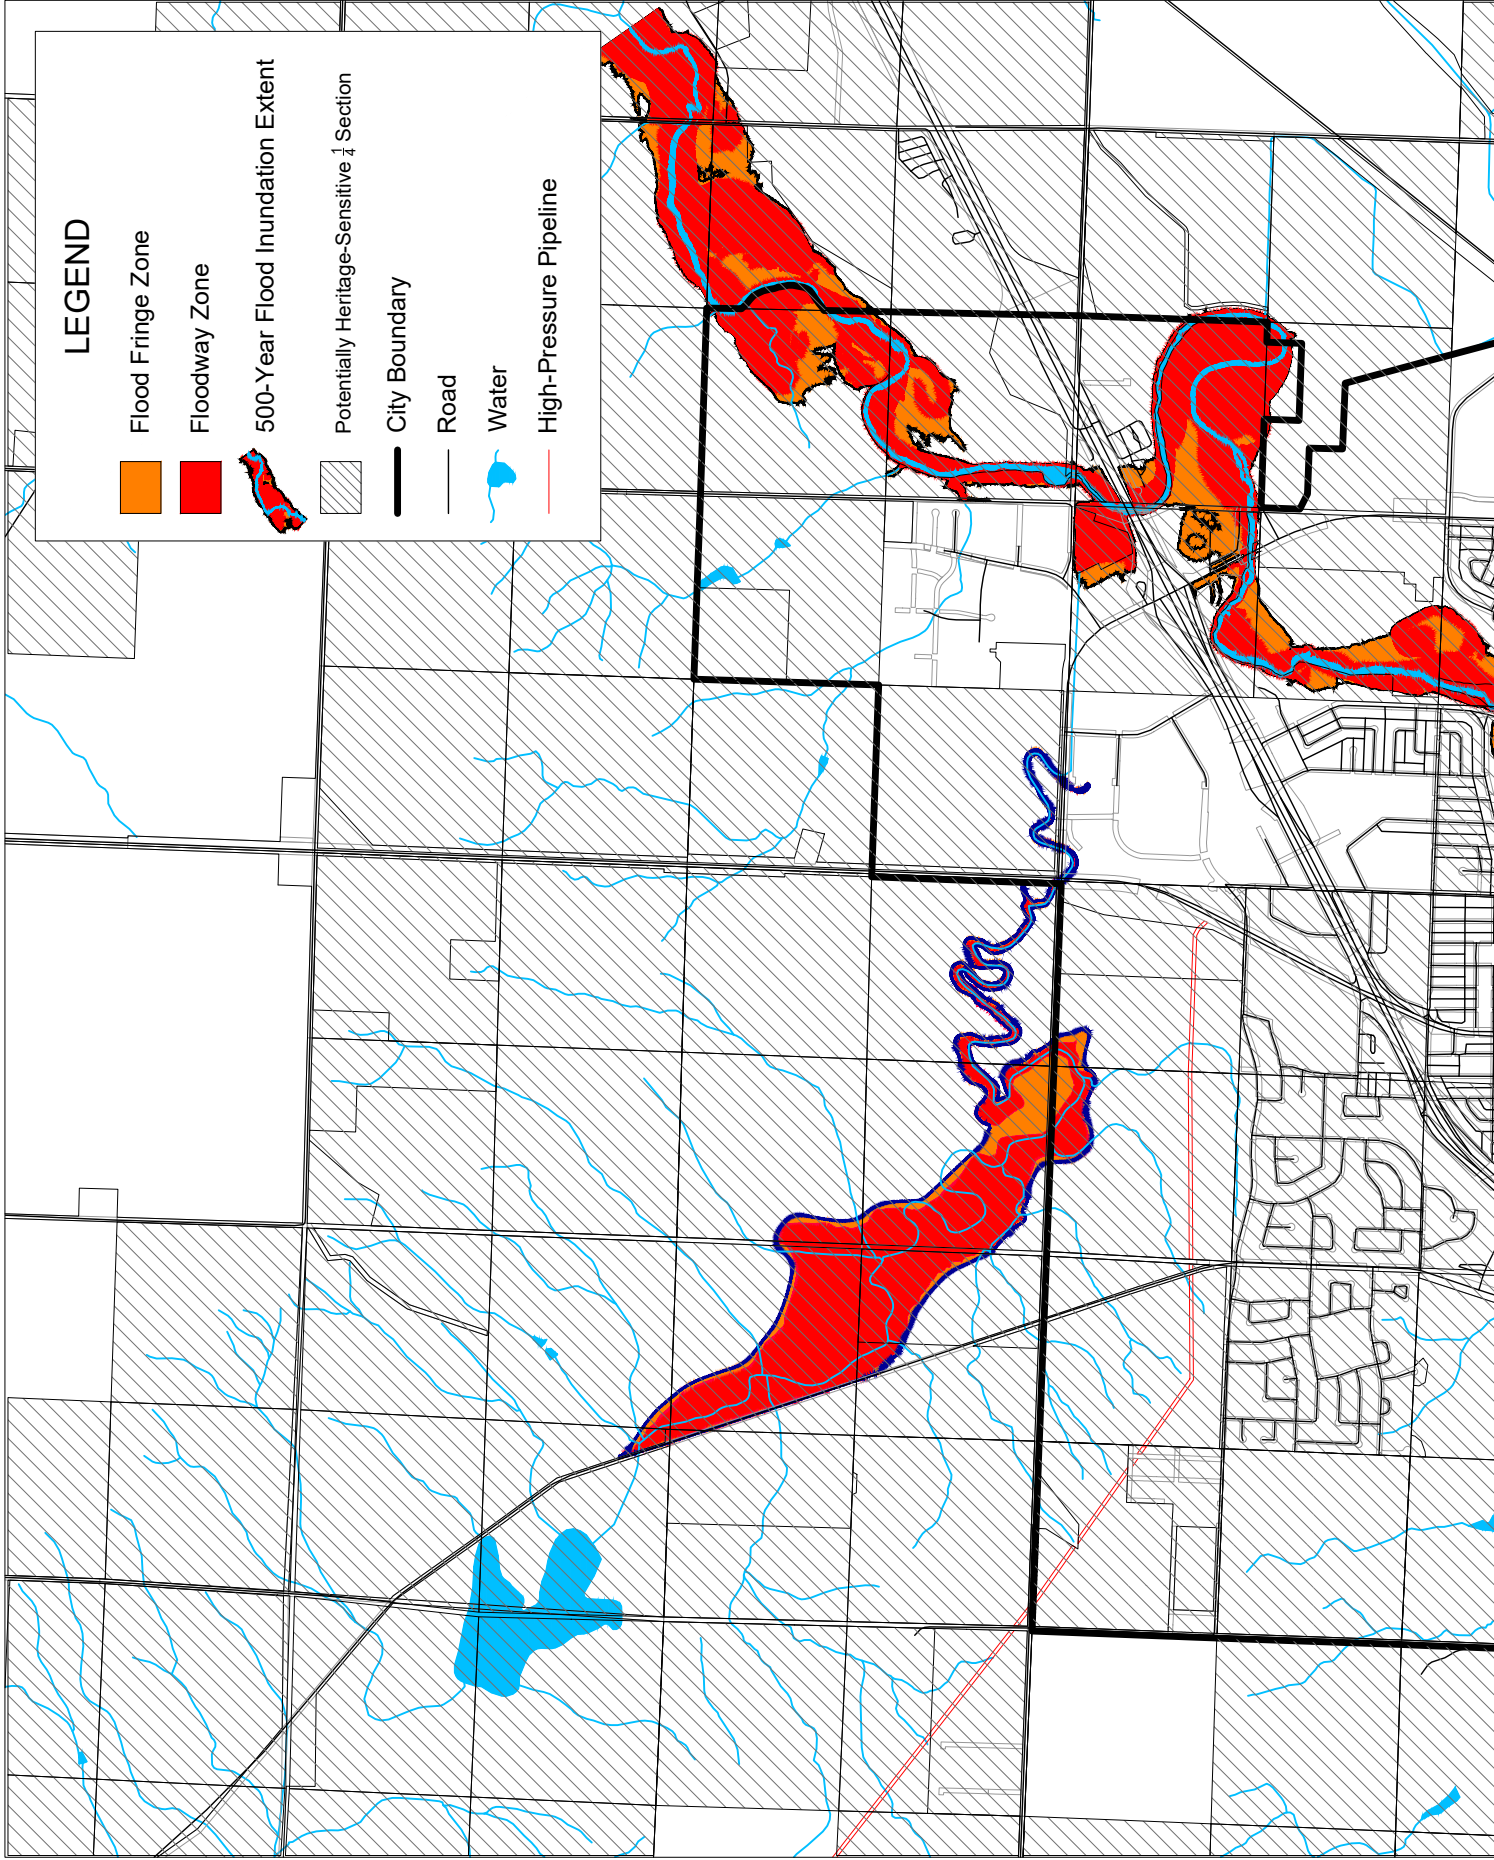 LEGEND
Flood Fringe Zone
Floodway Zone
500-Year Flood Inundation Extent
Potentially Heritage-Sensitive 1/4 Section
City Boundary
Road
Water
High-Pressure Pipeline